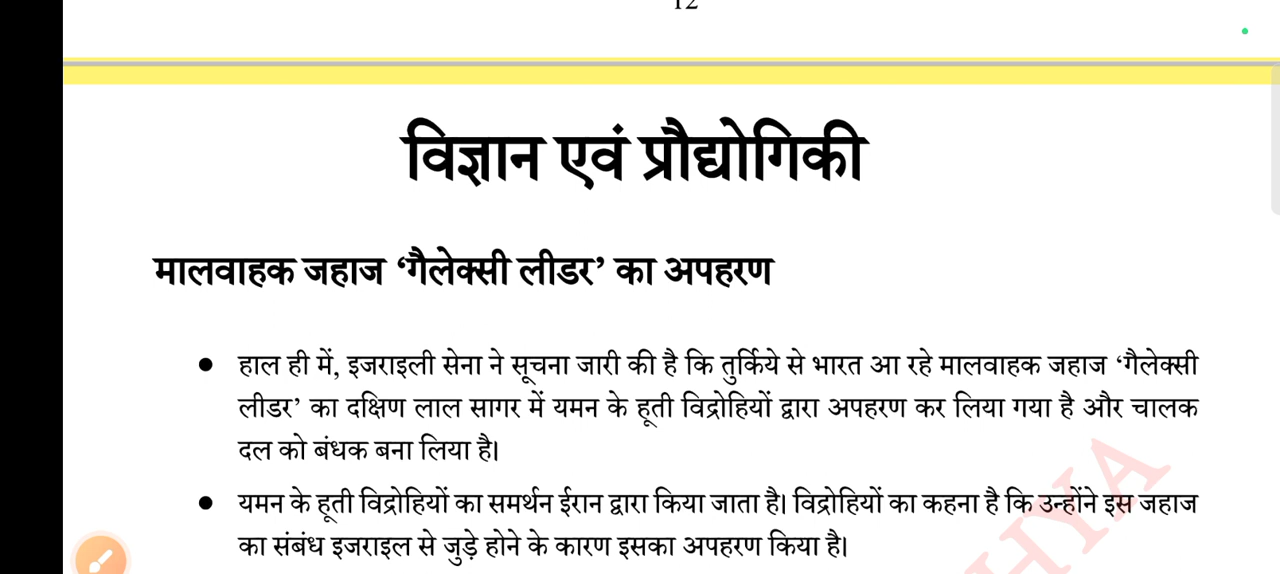 12
विज्ञान एवं प्रौद्योगिकी
मालवाहक जहाज ‘गैलेक्सी लीडर’ का अपहरण
● हाल ही में, इजराइली सेना ने सूचना जारी की है कि तुर्किये से भारत आ रहे मालवाहक जहाज ‘गैलेक्सी
लीडर’ का दक्षिण लाल सागर में यमन के हूती विद्रोहियों द्वारा अपहरण कर लिया गया है और चालक
दल को बंधक बना लिया है।
● यमन के हूती विद्रोहियों का समर्थन ईरान द्वारा किया जाता है। विद्रोहियों का कहना है कि उन्होंने इस जहाज
का संबंध इजराइल से जुड़े होने के कारण इसका अपहरण किया है।
HYA